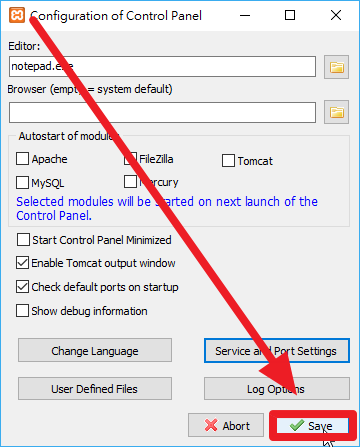 Configuration of Control Panel
Editor:
notepad.exe
Browser (empty = system default)
Autostart of modules
Apache
FileZilla
Tomcat
MySQL
Mercury
Selected modules will be started on next launch of the
Control Panel.
Start Control Panel Minimized
Enable Tomcat output window
Check default ports on startup
Show debug information
Change Language
Service and Port Settings
User Defined Files
Log Options
Abort
Save